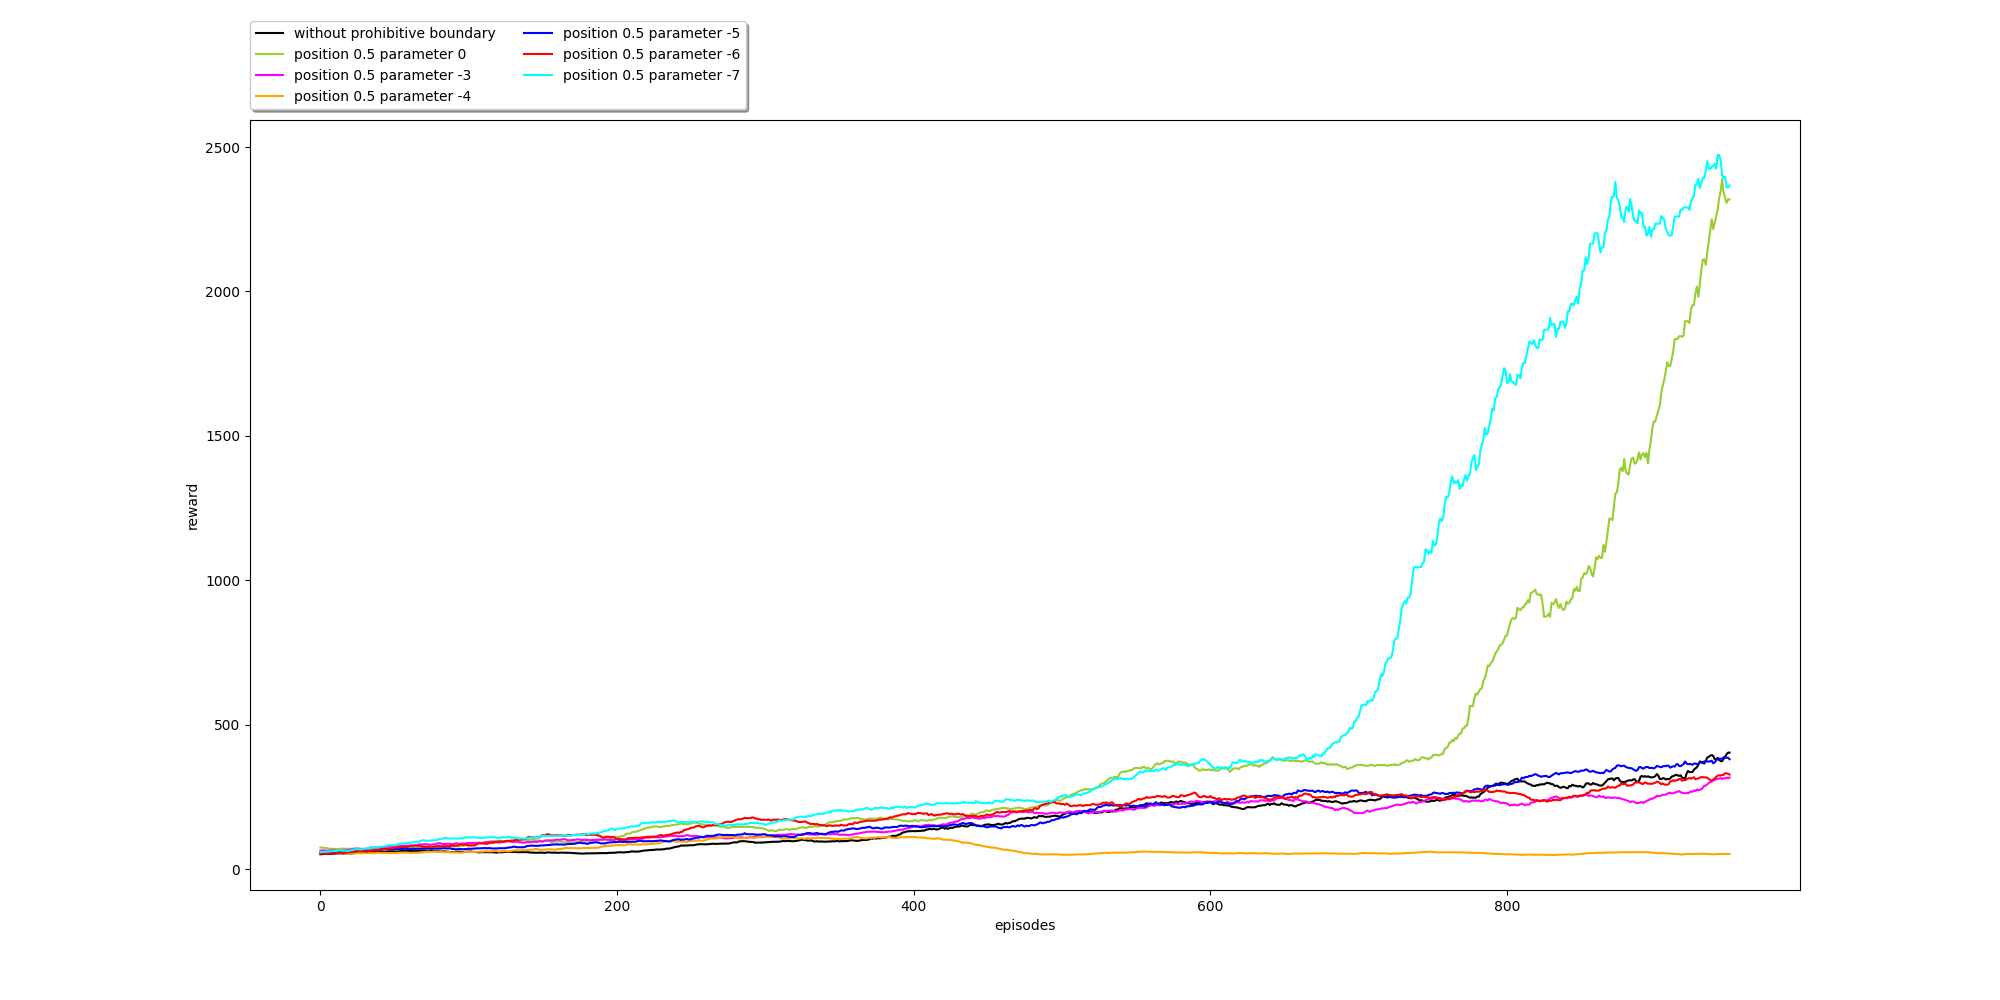 without prohibitive boundary
position 0.5 parameter 0
position 0.5 parameter -3
position 0.5 parameter -4
position 0.5 parameter -5
position 0.5 parameter -6
position 0.5 parameter -7
2500
2000
1500
1000
500
0
reward
0 200 400 600 800
episodes